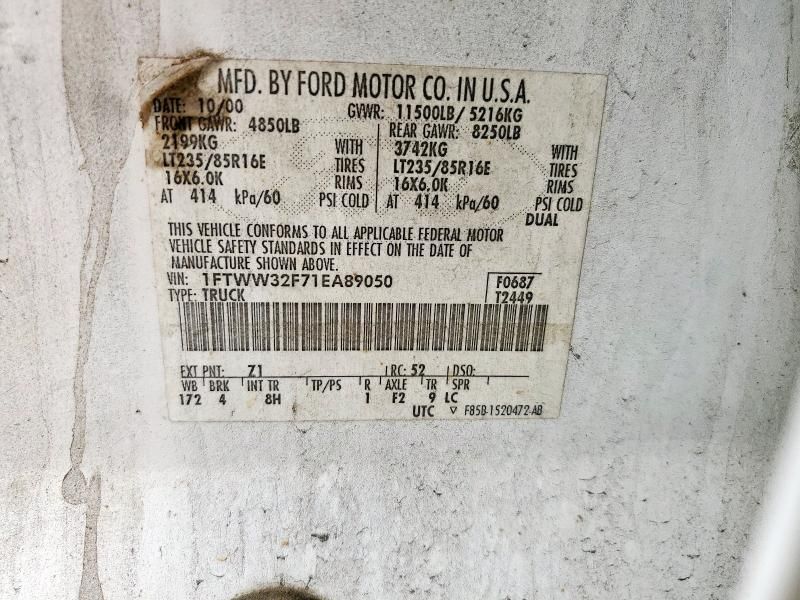 MFD. BY FORD MOTOR CO. IN U.S.A.
DATE: 10/00 GVWR: 11500LB/ 5216KG
FRONT GAWR: 4850LB REAR GAWR: 8250LB
2199KG WITH 3742KG WITH
LT235/85R16E TIRES LT235/85R16E TIRES
16X6.0K RIMS 16X6.0K RIMS
AT 414 kPa/60 PSI COLD AT 414 kPa/60 PSI COLD
DUAL
THIS VEHICLE CONFORMS TO ALL APPLICABLE FEDERAL MOTOR
VEHICLE SAFETY STANDARDS IN EFFECT ON THE DATE OF
MANUFACTURE SHOWN ABOVE.
VIN: 1FTWW32F71EA89050 F0687
TYPE: TRUCK T2449
EXT PNT: Z1 RC: 52 DSO:
WB BRK INT TR TP/PS R AXLE TR SPR
172 4 8H 1 F2 9 LC
UTC ▽ F85B-1520472-AB